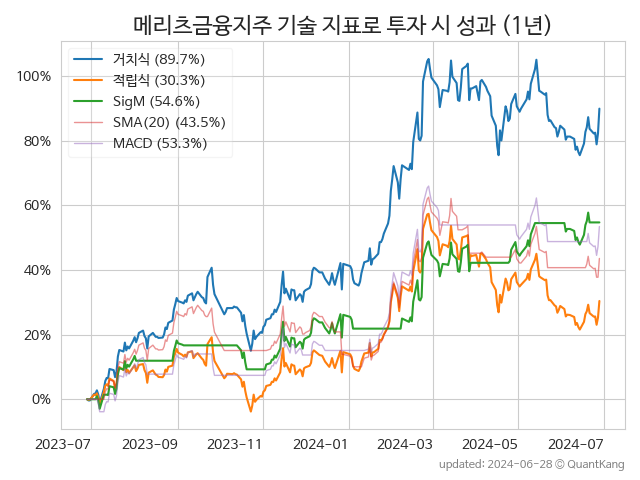 메리츠금융지주 기술 지표로 투자 시 성과 (1년)
거치식 (89.7%)
적립식 (30.3%)
SigM (54.6%)
SMA(20) (43.5%)
MACD (53.3%)
100%
80%
60%
40%
20%
0%
2023-07 2023-09 2023-11 2024-01 2024-03 2024-05 2024-07
updated: 2024-06-28 © QuantKang